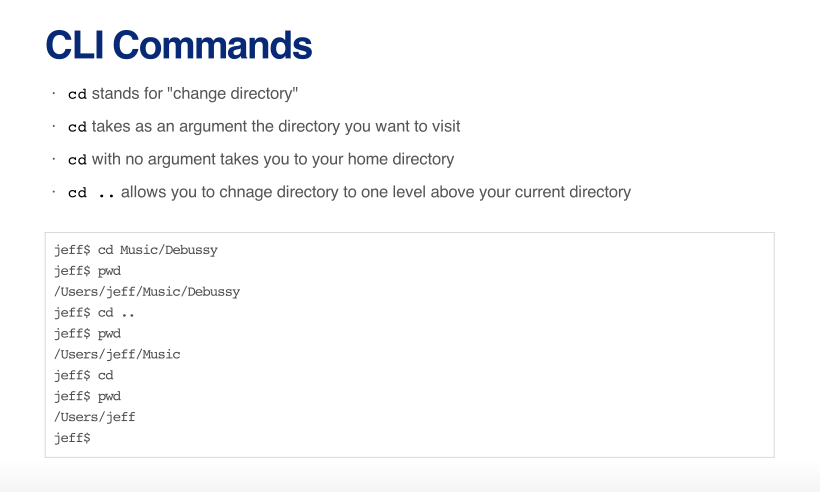 CLI Commands
· cd stands for "change directory"
· cd takes as an argument the directory you want to visit
· cd with no argument takes you to your home directory
· cd .. allows you to chnage directory to one level above your current directory
jeff$ cd Music/Debussy
jeff$ pwd
/Users/jeff/Music/Debussy
jeff$ cd ..
jeff$ pwd
/Users/jeff/Music
jeff$ cd
jeff$ pwd
/Users/jeff
jeff$